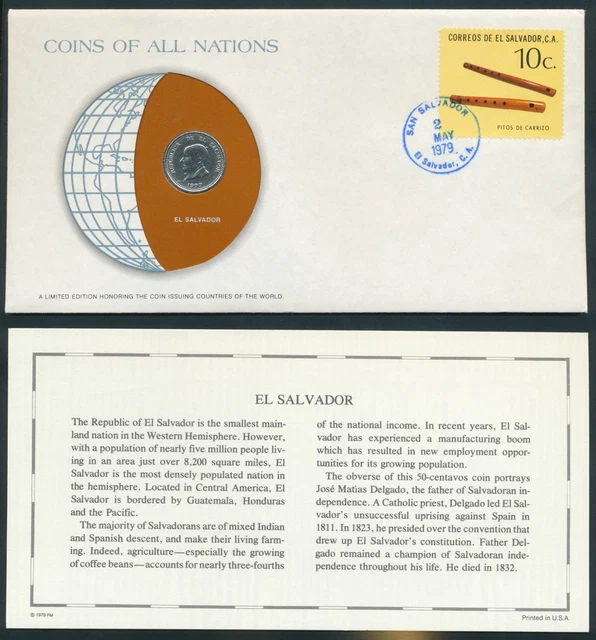 COINS OF ALL NATIONS
CORREOS DE EL SALVADOR, C.A.
10c.
PITOS DE CARRIZO
SAN SALVADOR
2
MAY
1979
El Salvador, C. A.
REPUBLICA DE EL SALVADOR
1977
EL SALVADOR
A LIMITED EDITION HONORING THE COIN ISSUING COUNTRIES OF THE WORLD.
EL SALVADOR
The Republic of El Salvador is the smallest main-
land nation in the Western Hemisphere. However,
with a population of nearly five million people liv-
ing in an area just over 8,200 square miles, El
Salvador is the most densely populated nation in
the hemisphere. Located in Central America, El
Salvador is bordered by Guatemala, Honduras
and the Pacific.
The majority of Salvadorans are of mixed Indian
and Spanish descent, and make their living farm-
ing. Indeed, agriculture—especially the growing
of coffee beans—accounts for nearly three-fourths
of the national income. In recent years, El Sal-
vador has experienced a manufacturing boom
which has resulted in new employment oppor-
tunities for its growing population.
The obverse of this 50-centavos coin portrays
José Matías Delgado, the father of Salvadoran in-
dependence. A Catholic priest, Delgado led El Sal-
vador's unsuccessful uprising against Spain in
1811. In 1823, he presided over the convention that
drew up El Salvador's constitution. Father Del-
gado remained a champion of Salvadoran inde-
pendence throughout his life. He died in 1832.
© 1979 FM
Printed in U.S.A.